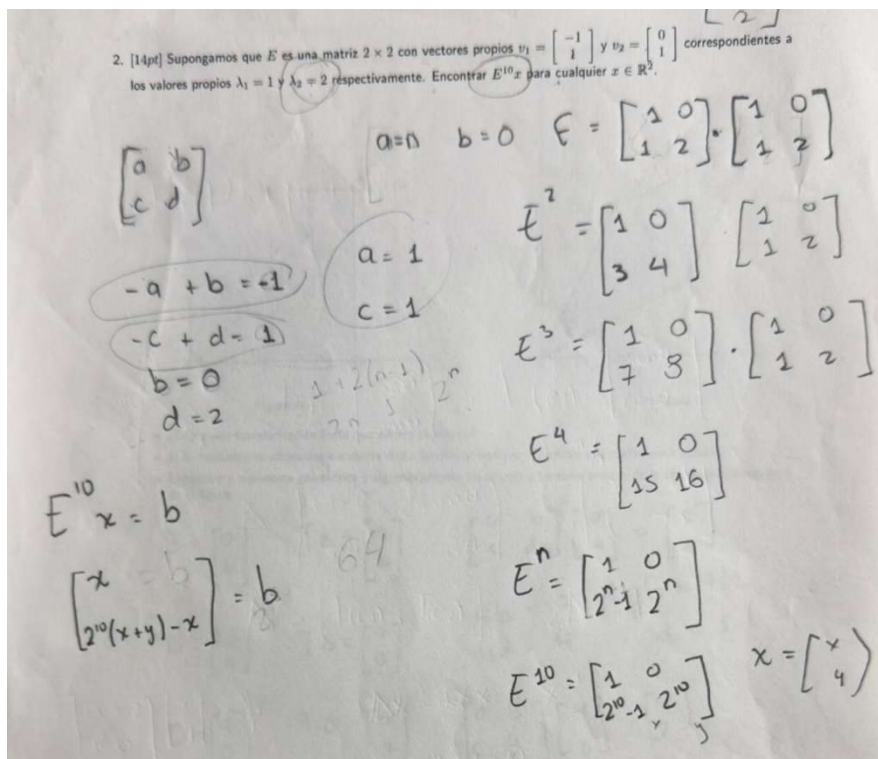 2]
2. [14pt] Supongamos que E es una matriz 2 × 2 con vectores propios v₁ = [-1 1] y v₂ = [0 1] correspondientes a
los valores propios λ₁ = 1 y λ₂ = 2 respectivamente. Encontrar E¹⁰x para cualquier x ∈ ℝ².
[a b
c d]
-a + b = -1
-c + d = 1
b = 0
d = 2
a = 1
c = 1
1 + 2(n-1)
2ⁿ
E¹⁰ x = b
[x
2¹⁰(x+y)-x] = b
64
b = 0
E = [1 0
1 2] · [1 0
1 2]
E² = [1 0
3 4] [1 0
1 2]
E³ = [1 0
7 8] · [1 0
1 2]
E⁴ = [1 0
15 16]
Eⁿ = [1 0
2ⁿ-1 2ⁿ]
E¹⁰ = [1 0
2¹⁰-1 2¹⁰]
x y
x = [x
y]